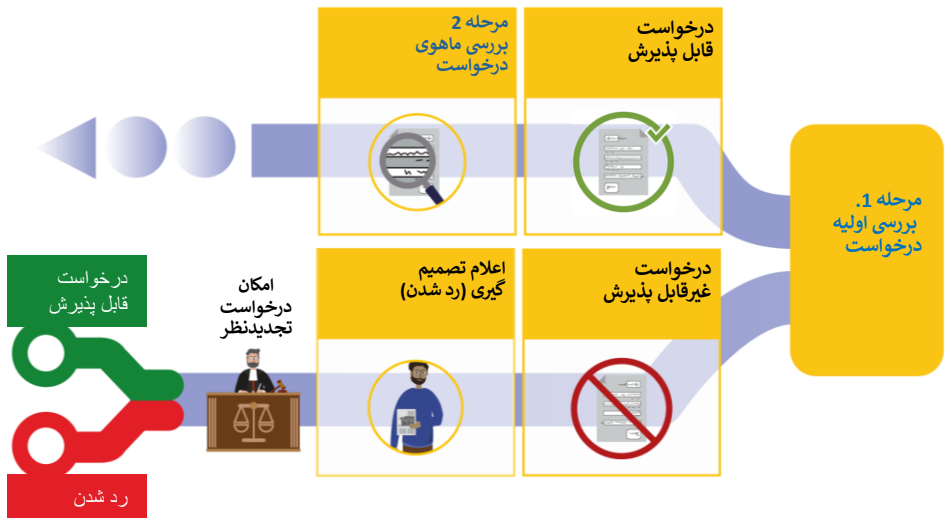 مرحله 1.
بررسی اولیه
درخواست
درخواست
قابل پذیرش
مرحله 2
بررسی ماهوی
درخواست
درخواست
غیرقابل پذیرش
اعلام تصمیم
گیری (رد شدن)
امکان
درخواست
تجدیدنظر
درخواست
قابل پذیرش
رد شدن